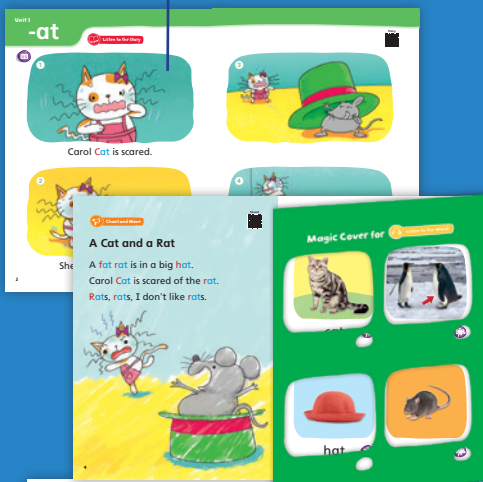 Unit 1
-at
Listen to the Story
1
3
Carol Cat is scared.
2
4
She
2
Chant and Move
A Cat and a Rat
A fat rat is in a big hat.
Carol Cat is scared of the rat.
Rats, rats, I don't like rats.
4
Magic Cover for
Listen to the Word
cat
hat